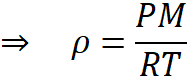 ⇒ ρ = PM/RT